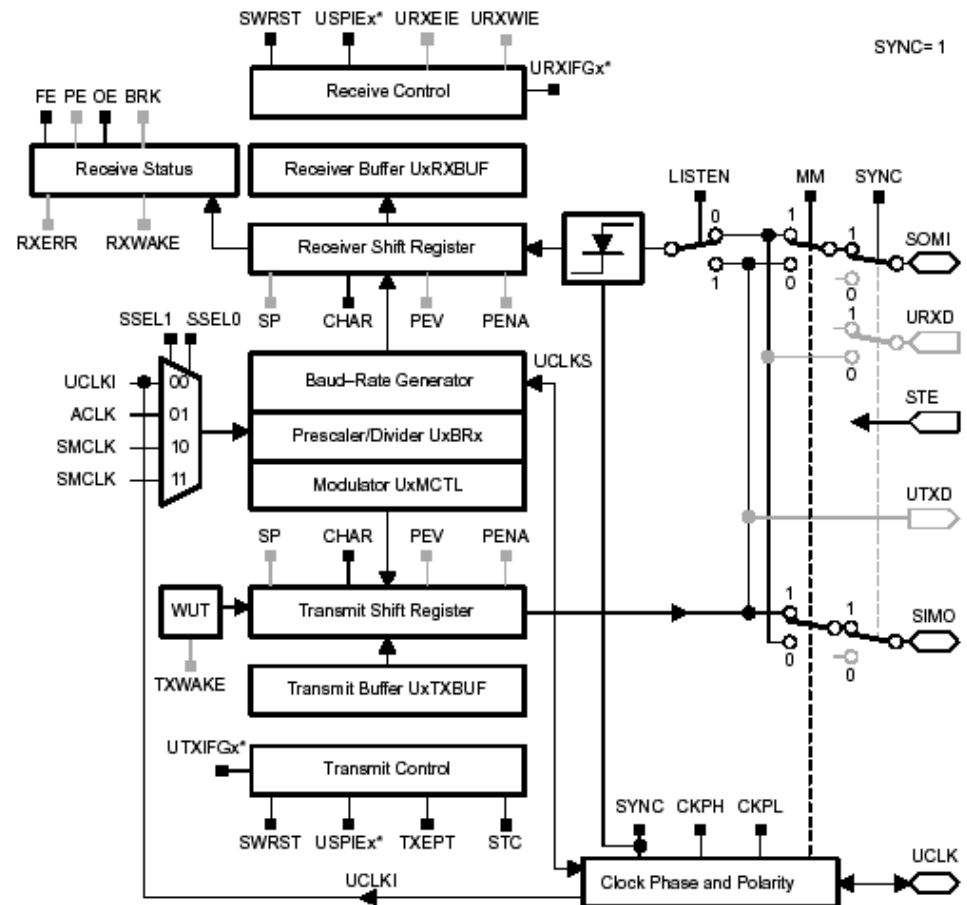 SWRST USPIEx* URXEIE URXWIE
SYNC= 1
Receive Control
URXIFGx*
FE PE OE BRK
Receive Status
Receiver Buffer UxRXBUF
LISTEN MM SYNC
RXERR RXWAKE
Receiver Shift Register
0
1
1
0
1
0
SOMI
SP CHAR PEV PENA
1
0
URXD
SSEL1 SSEL0
UCLKS
UCLKI 00
ACLK 01
SMCLK 10
SMCLK 11
Baud–Rate Generator
Prescaler/Divider UxBRx
Modulator UxMCTL
STE
UTXD
SP CHAR PEV PENA
WUT
Transmit Shift Register
1
0
1
0
SIMO
TXWAKE
Transmit Buffer UxTXBUF
UTXIFGx*
Transmit Control
SWRST USPIEx* TXEPT STC
SYNC CKPH CKPL
UCLKI
Clock Phase and Polarity
UCLK